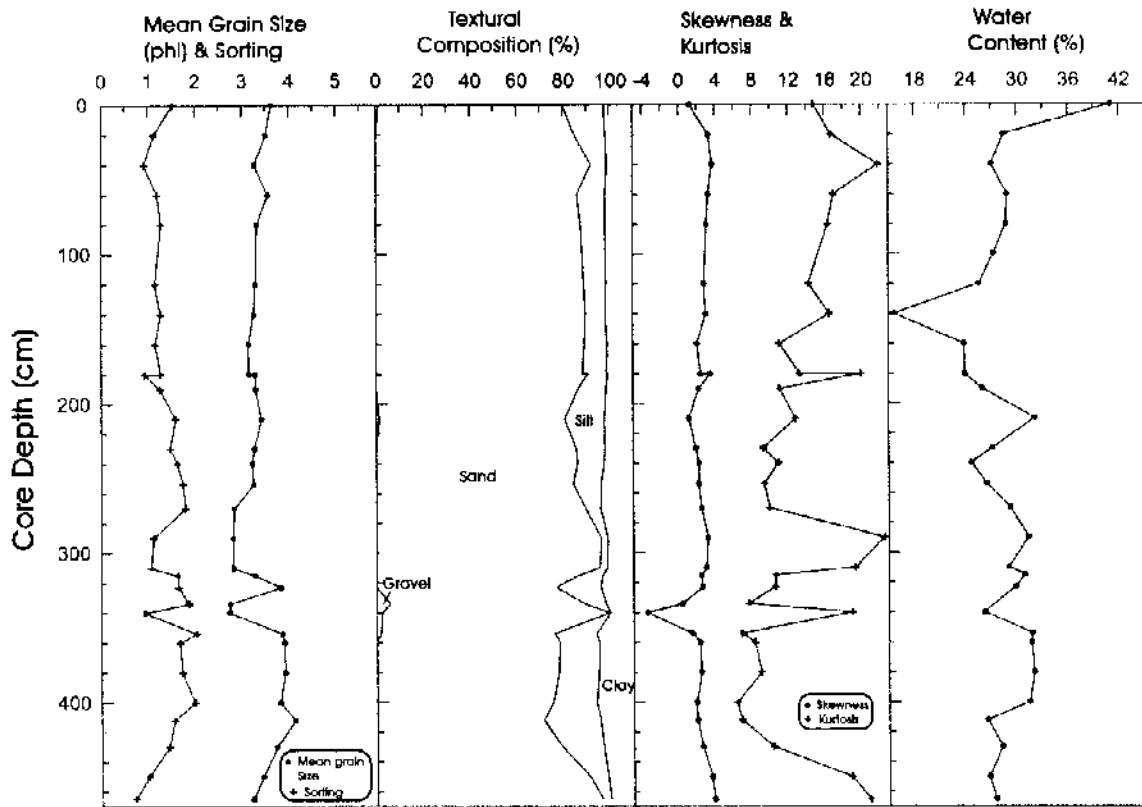 Mean Grain Size
(phi) & Sorting
Textural
Composition (%)
Skewness &
Kurtosis
Water
Content (%)
0 1 2 3 4 5
0 20 40 60 80 100
-4 0 4 8 12 16 20
18 24 30 36 42
0
100
200
300
400
Core Depth (cm)
Silt
Sand
Gravel
Clay
Mean grain
Size
Sorting
Skewness
Kurtosis